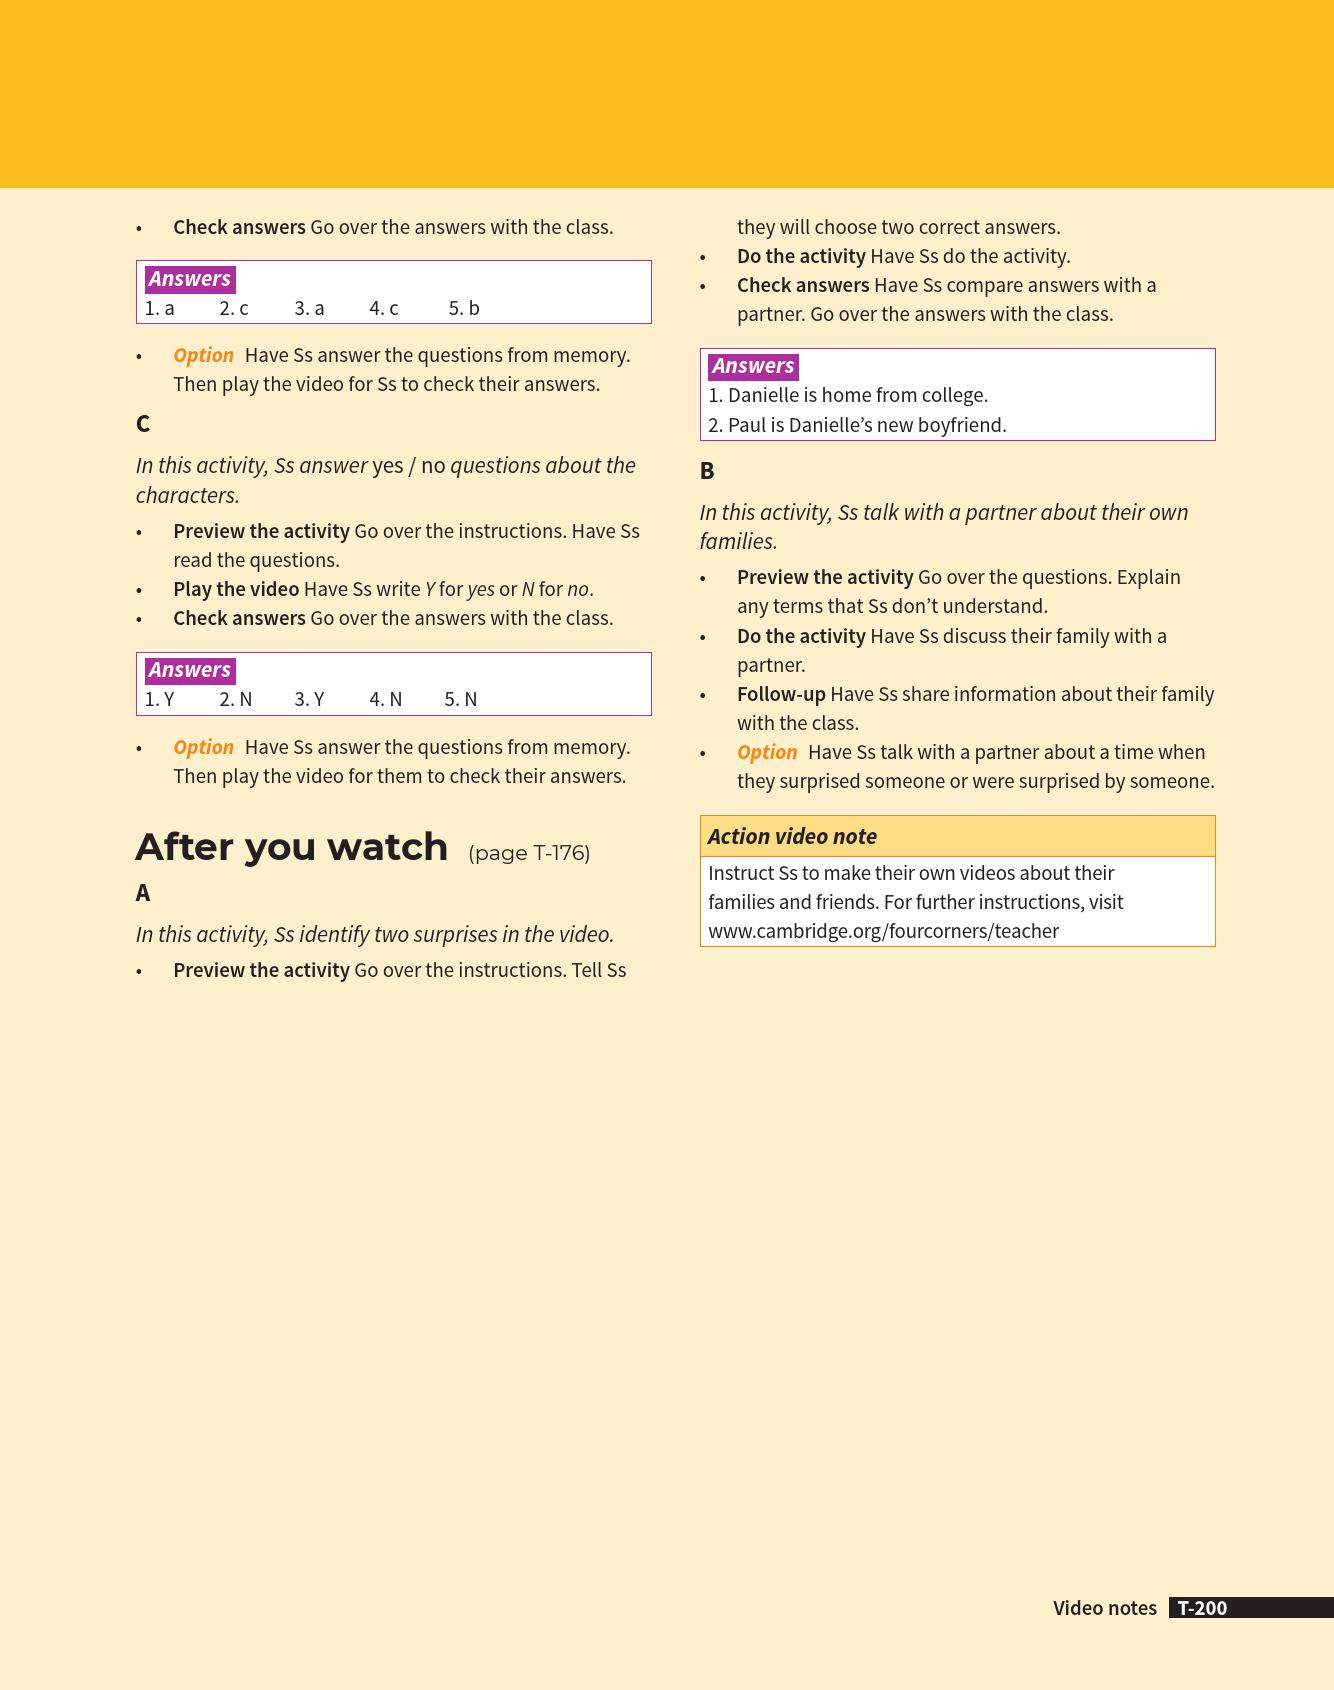 • Check answers Go over the answers with the class.
Answers
1. a 2. c 3. a 4. c 5. b
• Option Have Ss answer the questions from memory.
Then play the video for Ss to check their answers.
C
In this activity, Ss answer yes / no questions about the
characters.
• Preview the activity Go over the instructions. Have Ss
read the questions.
• Play the video Have Ss write Y for yes or N for no.
• Check answers Go over the answers with the class.
Answers
1. Y 2. N 3. Y 4. N 5. N
• Option Have Ss answer the questions from memory.
Then play the video for them to check their answers.
After you watch (page T-176)
A
In this activity, Ss identify two surprises in the video.
• Preview the activity Go over the instructions. Tell Ss
they will choose two correct answers.
• Do the activity Have Ss do the activity.
• Check answers Have Ss compare answers with a
partner. Go over the answers with the class.
Answers
1. Danielle is home from college.
2. Paul is Danielle’s new boyfriend.
B
In this activity, Ss talk with a partner about their own
families.
• Preview the activity Go over the questions. Explain
any terms that Ss don’t understand.
• Do the activity Have Ss discuss their family with a
partner.
• Follow-up Have Ss share information about their family
with the class.
• Option Have Ss talk with a partner about a time when
they surprised someone or were surprised by someone.
Action video note
Instruct Ss to make their own videos about their
families and friends. For further instructions, visit
www.cambridge.org/fourcorners/teacher
Video notes T-200